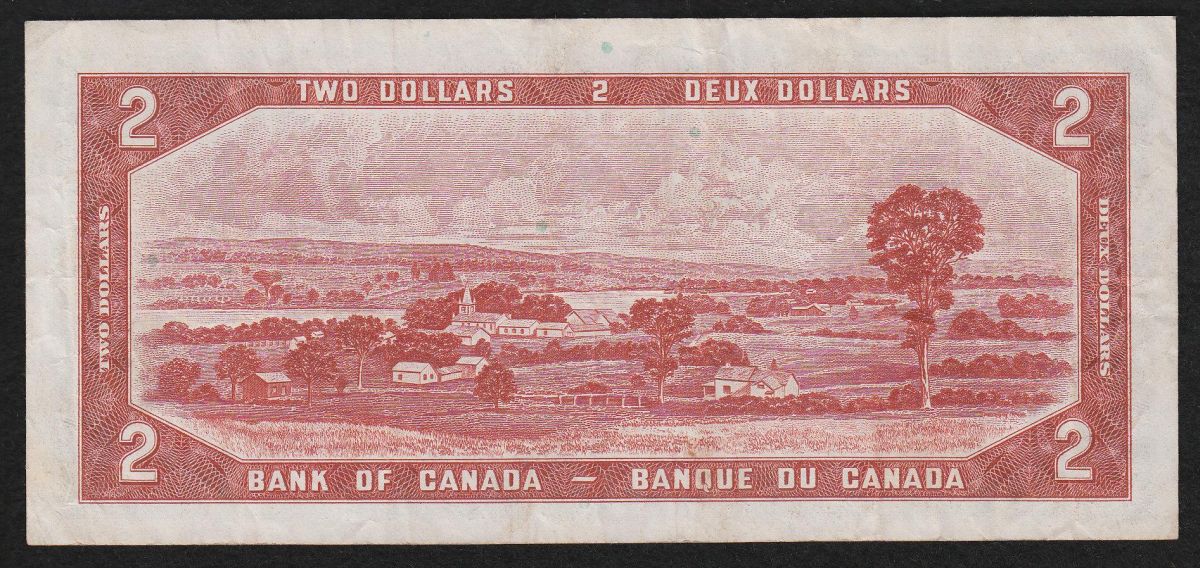 TWO DOLLARS 2 DEUX DOLLARS
2 2
TWO DOLLARS
DEUX DOLLARS
2 2
BANK OF CANADA — BANQUE DU CANADA